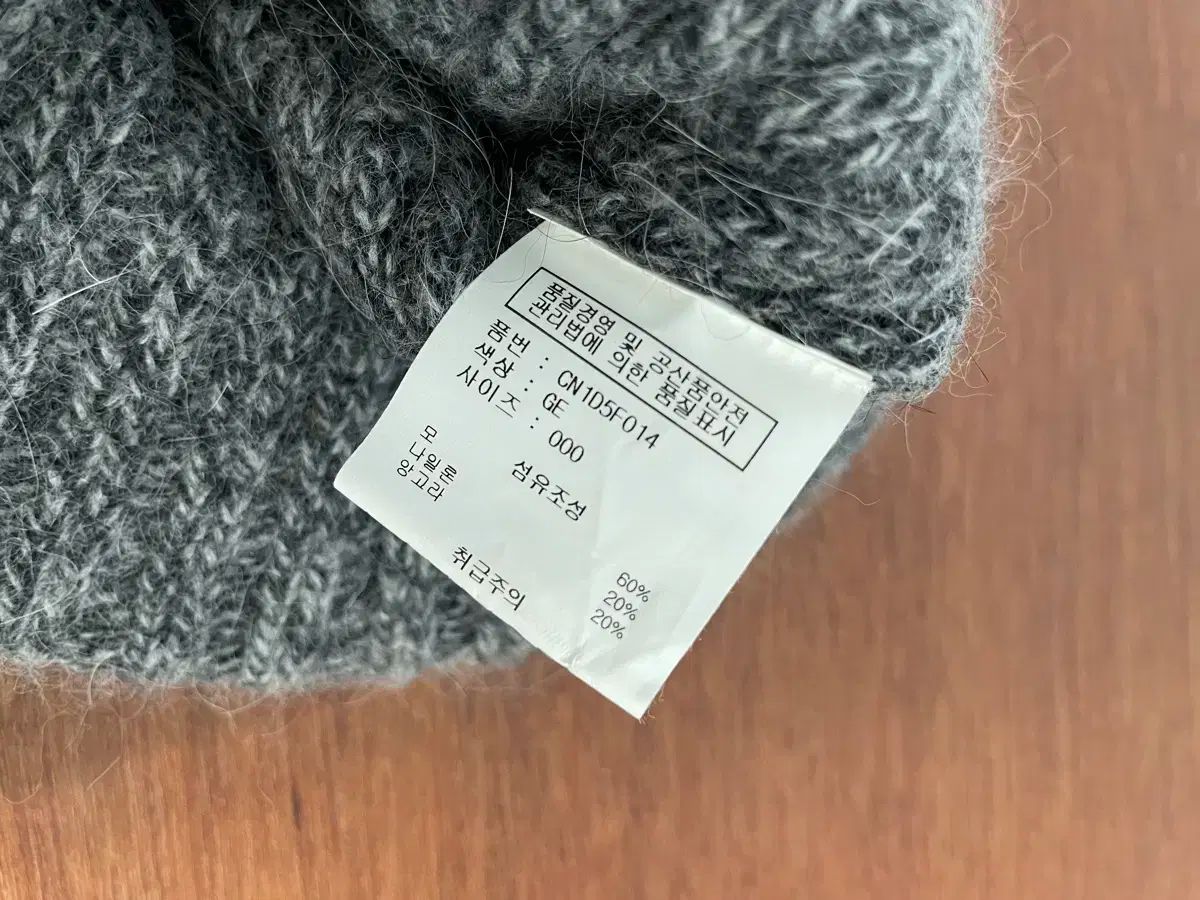 품질경영 및 공산품안전
관리법에 의한 품질표시
품번 : CN1D5F014
색상 : GE
사이즈 : 000
섬유조성
모 60%
나일론 20%
앙고라 20%
취급주의